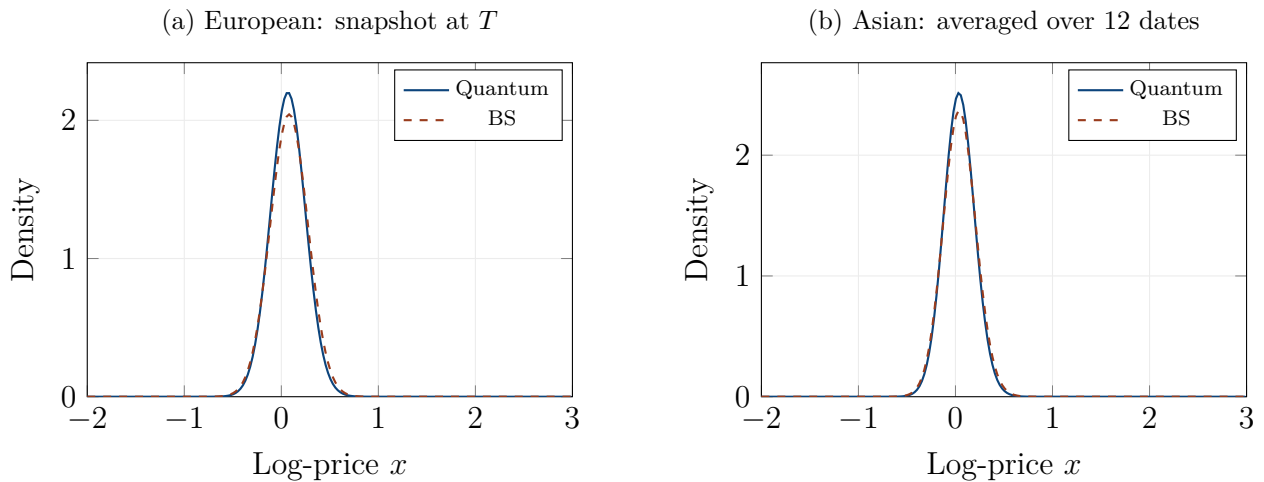 (a) European: snapshot at T
Quantum
BS
2
1
0
−2
−1
0
1
2
3
Density
Log-price x
(b) Asian: averaged over 12 dates
Quantum
BS
2
1
0
−2
−1
0
1
2
3
Density
Log-price x